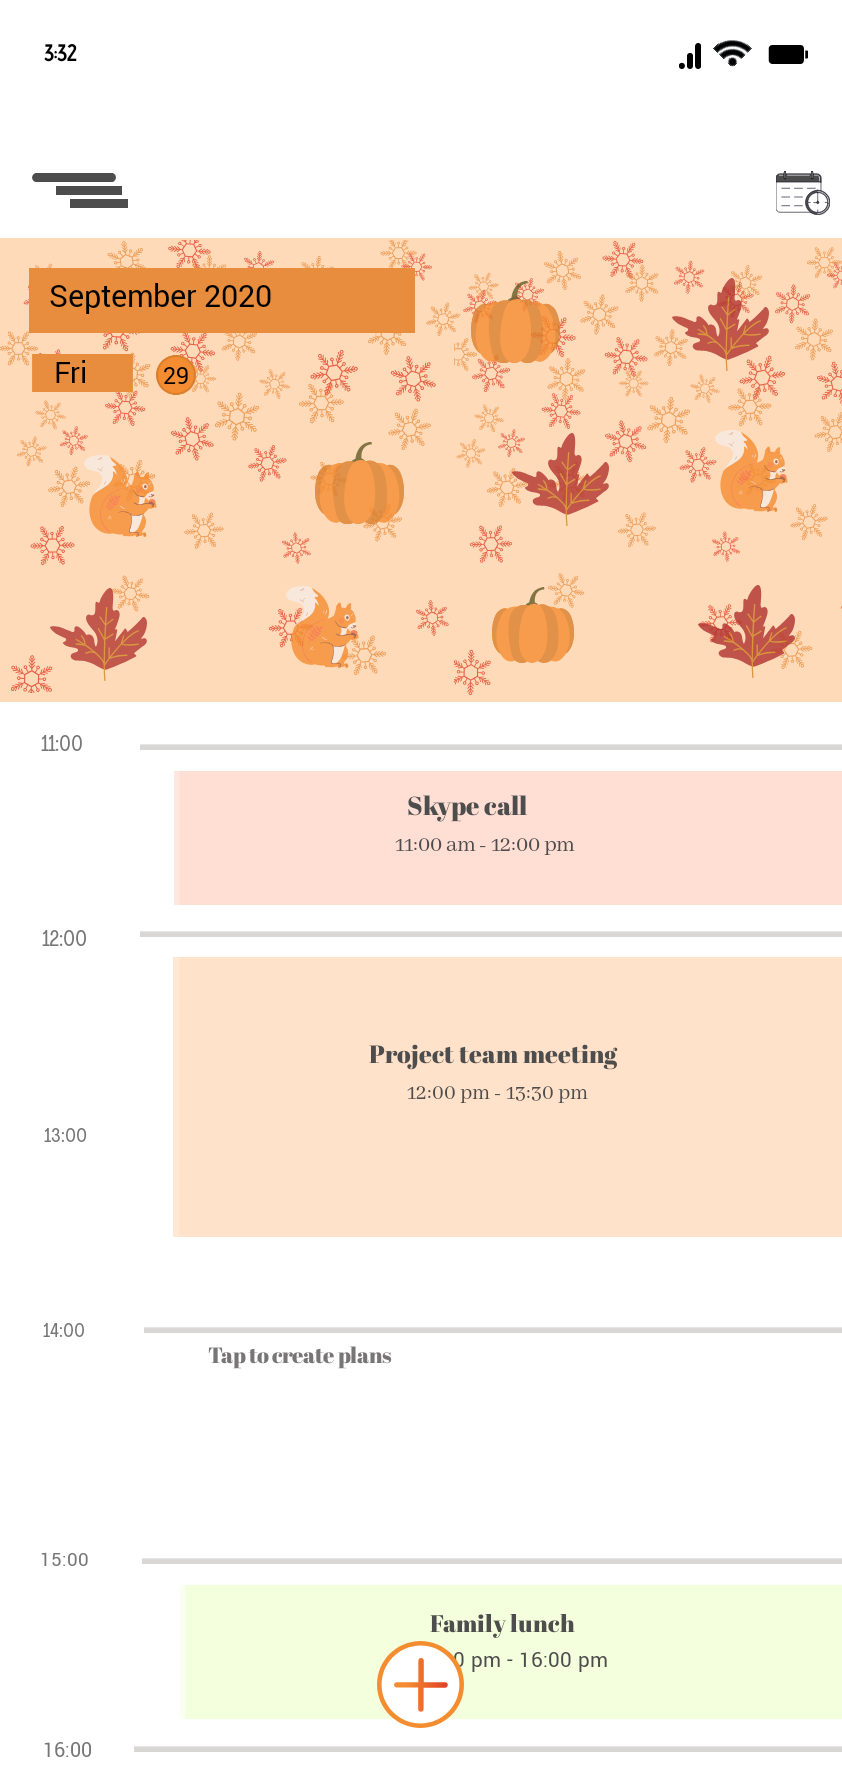 3:32
September 2020
Fri
29
11:00
Skype call
11:00 am - 12:00 pm
12:00
Project team meeting
12:00 pm - 13:30 pm
13:00
14:00
Tap to create plans
15:00
Family lunch
0 pm - 16:00 pm
16:00